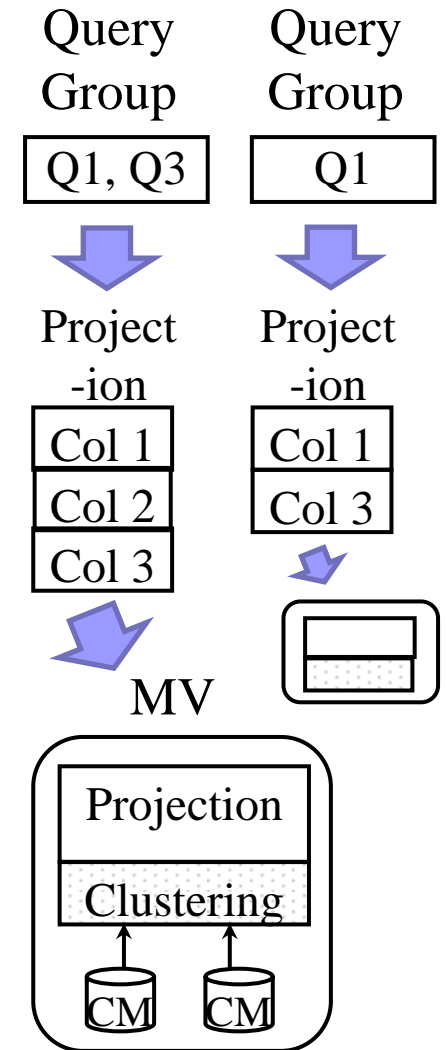 Query
Group
Q1, Q3
Project
-ion
Col 1
Col 2
Col 3
Query
Group
Q1
Project
-ion
Col 1
Col 3
MV
Projection
Clustering
CM
CM